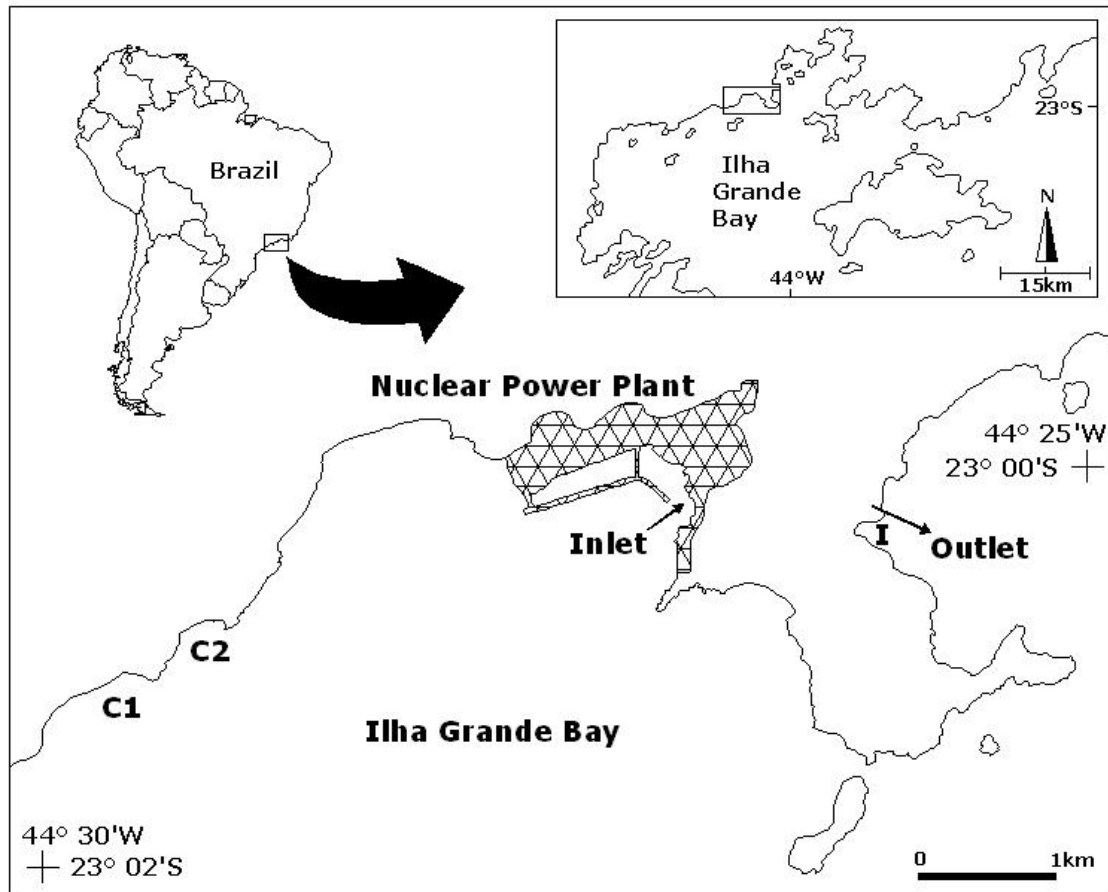 Brazil
23°S
Ilha
Grande
Bay
N
44°W
15km
Nuclear Power Plant
44° 25'W
23° 00'S
Inlet
I
Outlet
C2
C1
Ilha Grande Bay
44° 30'W
23° 02'S
0 1km